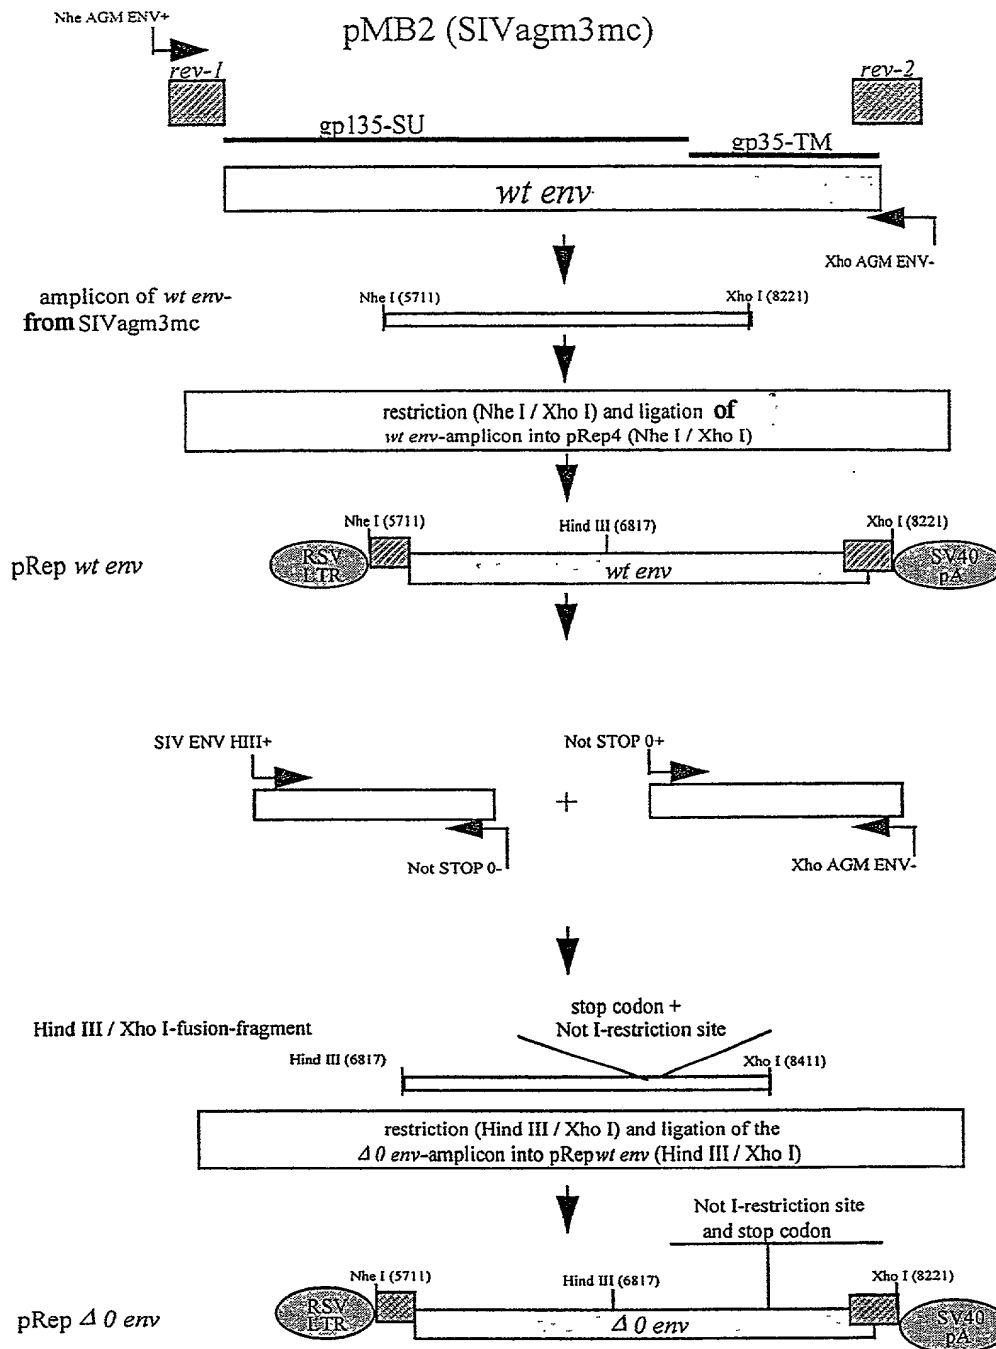 Nhe AGM ENV+
pMB2 (SIVagm3mc)
rev-1
rev-2
gp135-SU
gp35-TM
wt env
Xho AGM ENV-
amplicon of wt env-
from SIVagm3mc
Nhe I (5711)
Xho I (8221)
restriction (Nhe I / Xho I) and ligation of
wt env-amplicon into pRep4 (Nhe I / Xho I)
Nhe I (5711)
Hind III (6817)
Xho I (8221)
pRep wt env
RSV
LTR
wt env
SV40
pA
SIV ENV HIII+
Not STOP 0+
+
Not STOP 0-
Xho AGM ENV-
Hind III / Xho I-fusion-fragment
stop codon +
Not I-restriction site
Hind III (6817)
Xho I (8411)
restriction (Hind III / Xho I) and ligation of the
Δ 0 env-amplicon into pRep wt env (Hind III / Xho I)
Not I-restriction site
and stop codon
Nhe I (5711)
Hind III (6817)
Xho I (8221)
pRep Δ 0 env
RSV
LTR
Δ 0 env
SV40
pA